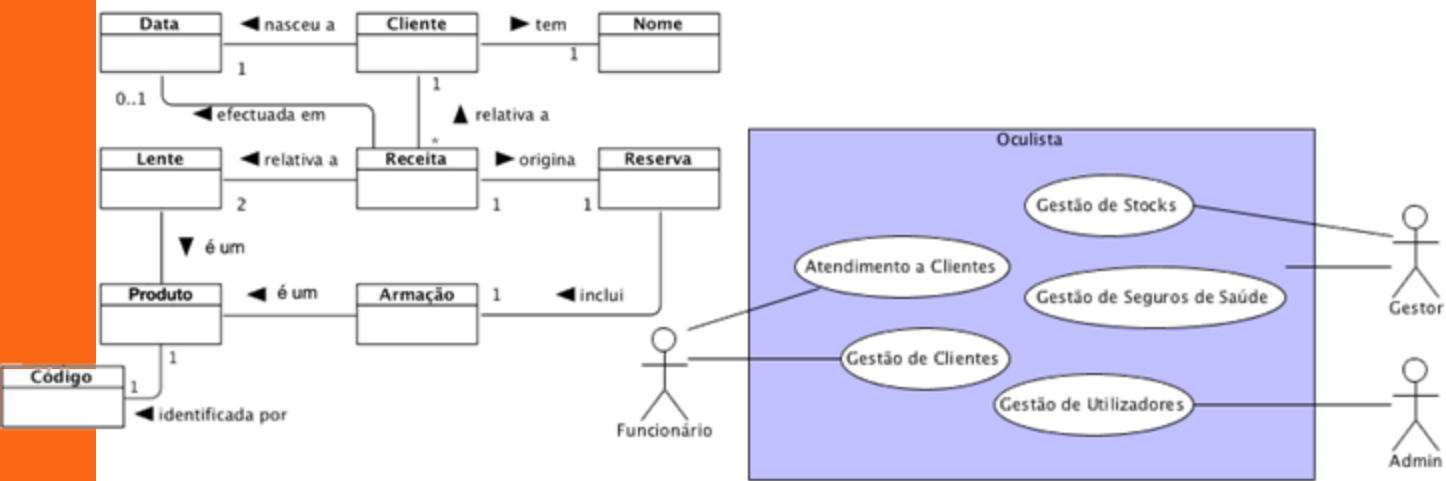 Data
◄ nasceu a
Cliente
► tem
Nome
1
1
0..1
◄ efectuada em
1
▲ relativa a
*
Lente
◄ relativa a
Receita
► origina
Reserva
2
1
1
▼ é um
Produto
◄ é um
Armação
1
◄ inclui
1
Código
1
◄ identificada por
Oculista
Gestão de Stocks
Atendimento a Clientes
Gestão de Seguros de Saúde
Gestor
Gestão de Clientes
Gestão de Utilizadores
Funcionário
Admin